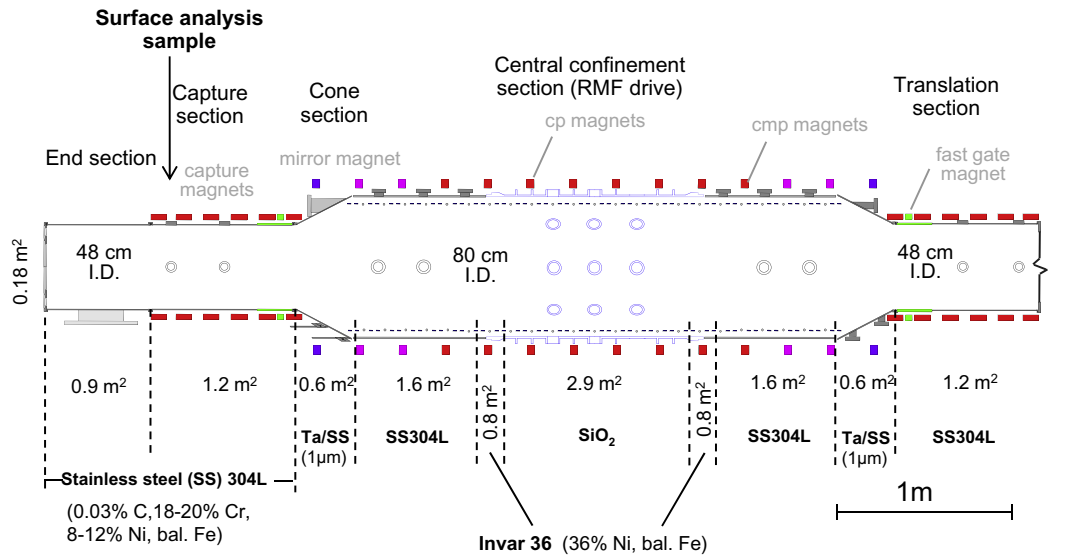 Surface analysis
sample
Capture
section
Cone
section
Central confinement
section (RMF drive)
Translation
section
End section
capture
magnets
mirror magnet
cp magnets
cmp magnets
fast gate
magnet
0.18 m²
48 cm
I.D.
80 cm
I.D.
48 cm
I.D.
0.9 m²
1.2 m²
0.6 m²
1.6 m²
0.8 m²
2.9 m²
0.8 m²
1.6 m²
0.6 m²
1.2 m²
Ta/SS
(1μm)
SS304L
SiO₂
SS304L
Ta/SS
(1μm)
SS304L
Stainless steel (SS) 304L
(0.03% C,18-20% Cr,
8-12% Ni, bal. Fe)
Invar 36 (36% Ni, bal. Fe)
1m